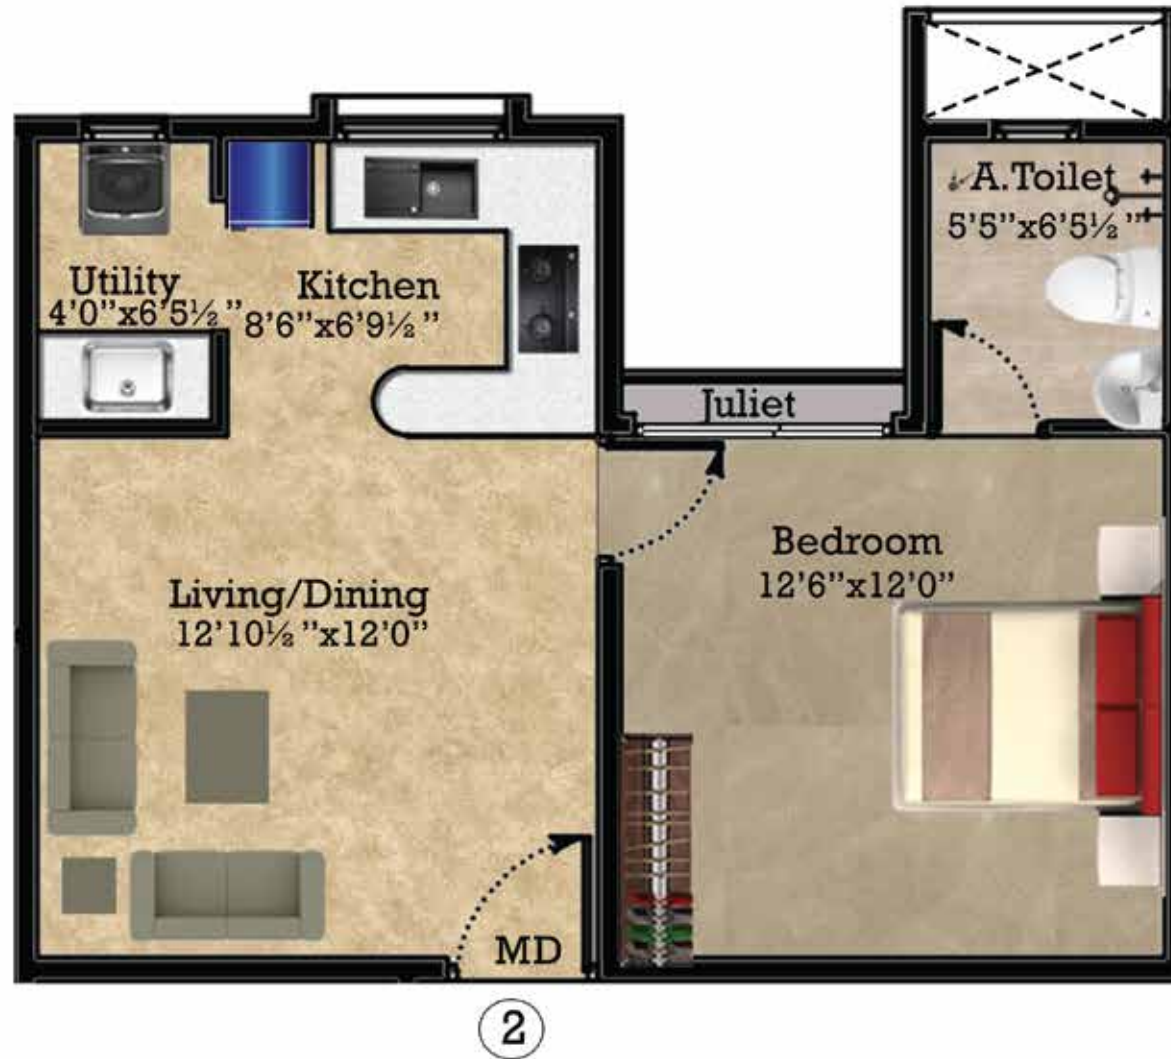 A.Toilet
5'5"x6'5½"
Utility
4'0"x6'5½"
Kitchen
8'6"x6'9½"
Juliet
Bedroom
12'6"x12'0"
Living/Dining
12'10½"x12'0"
MD
2